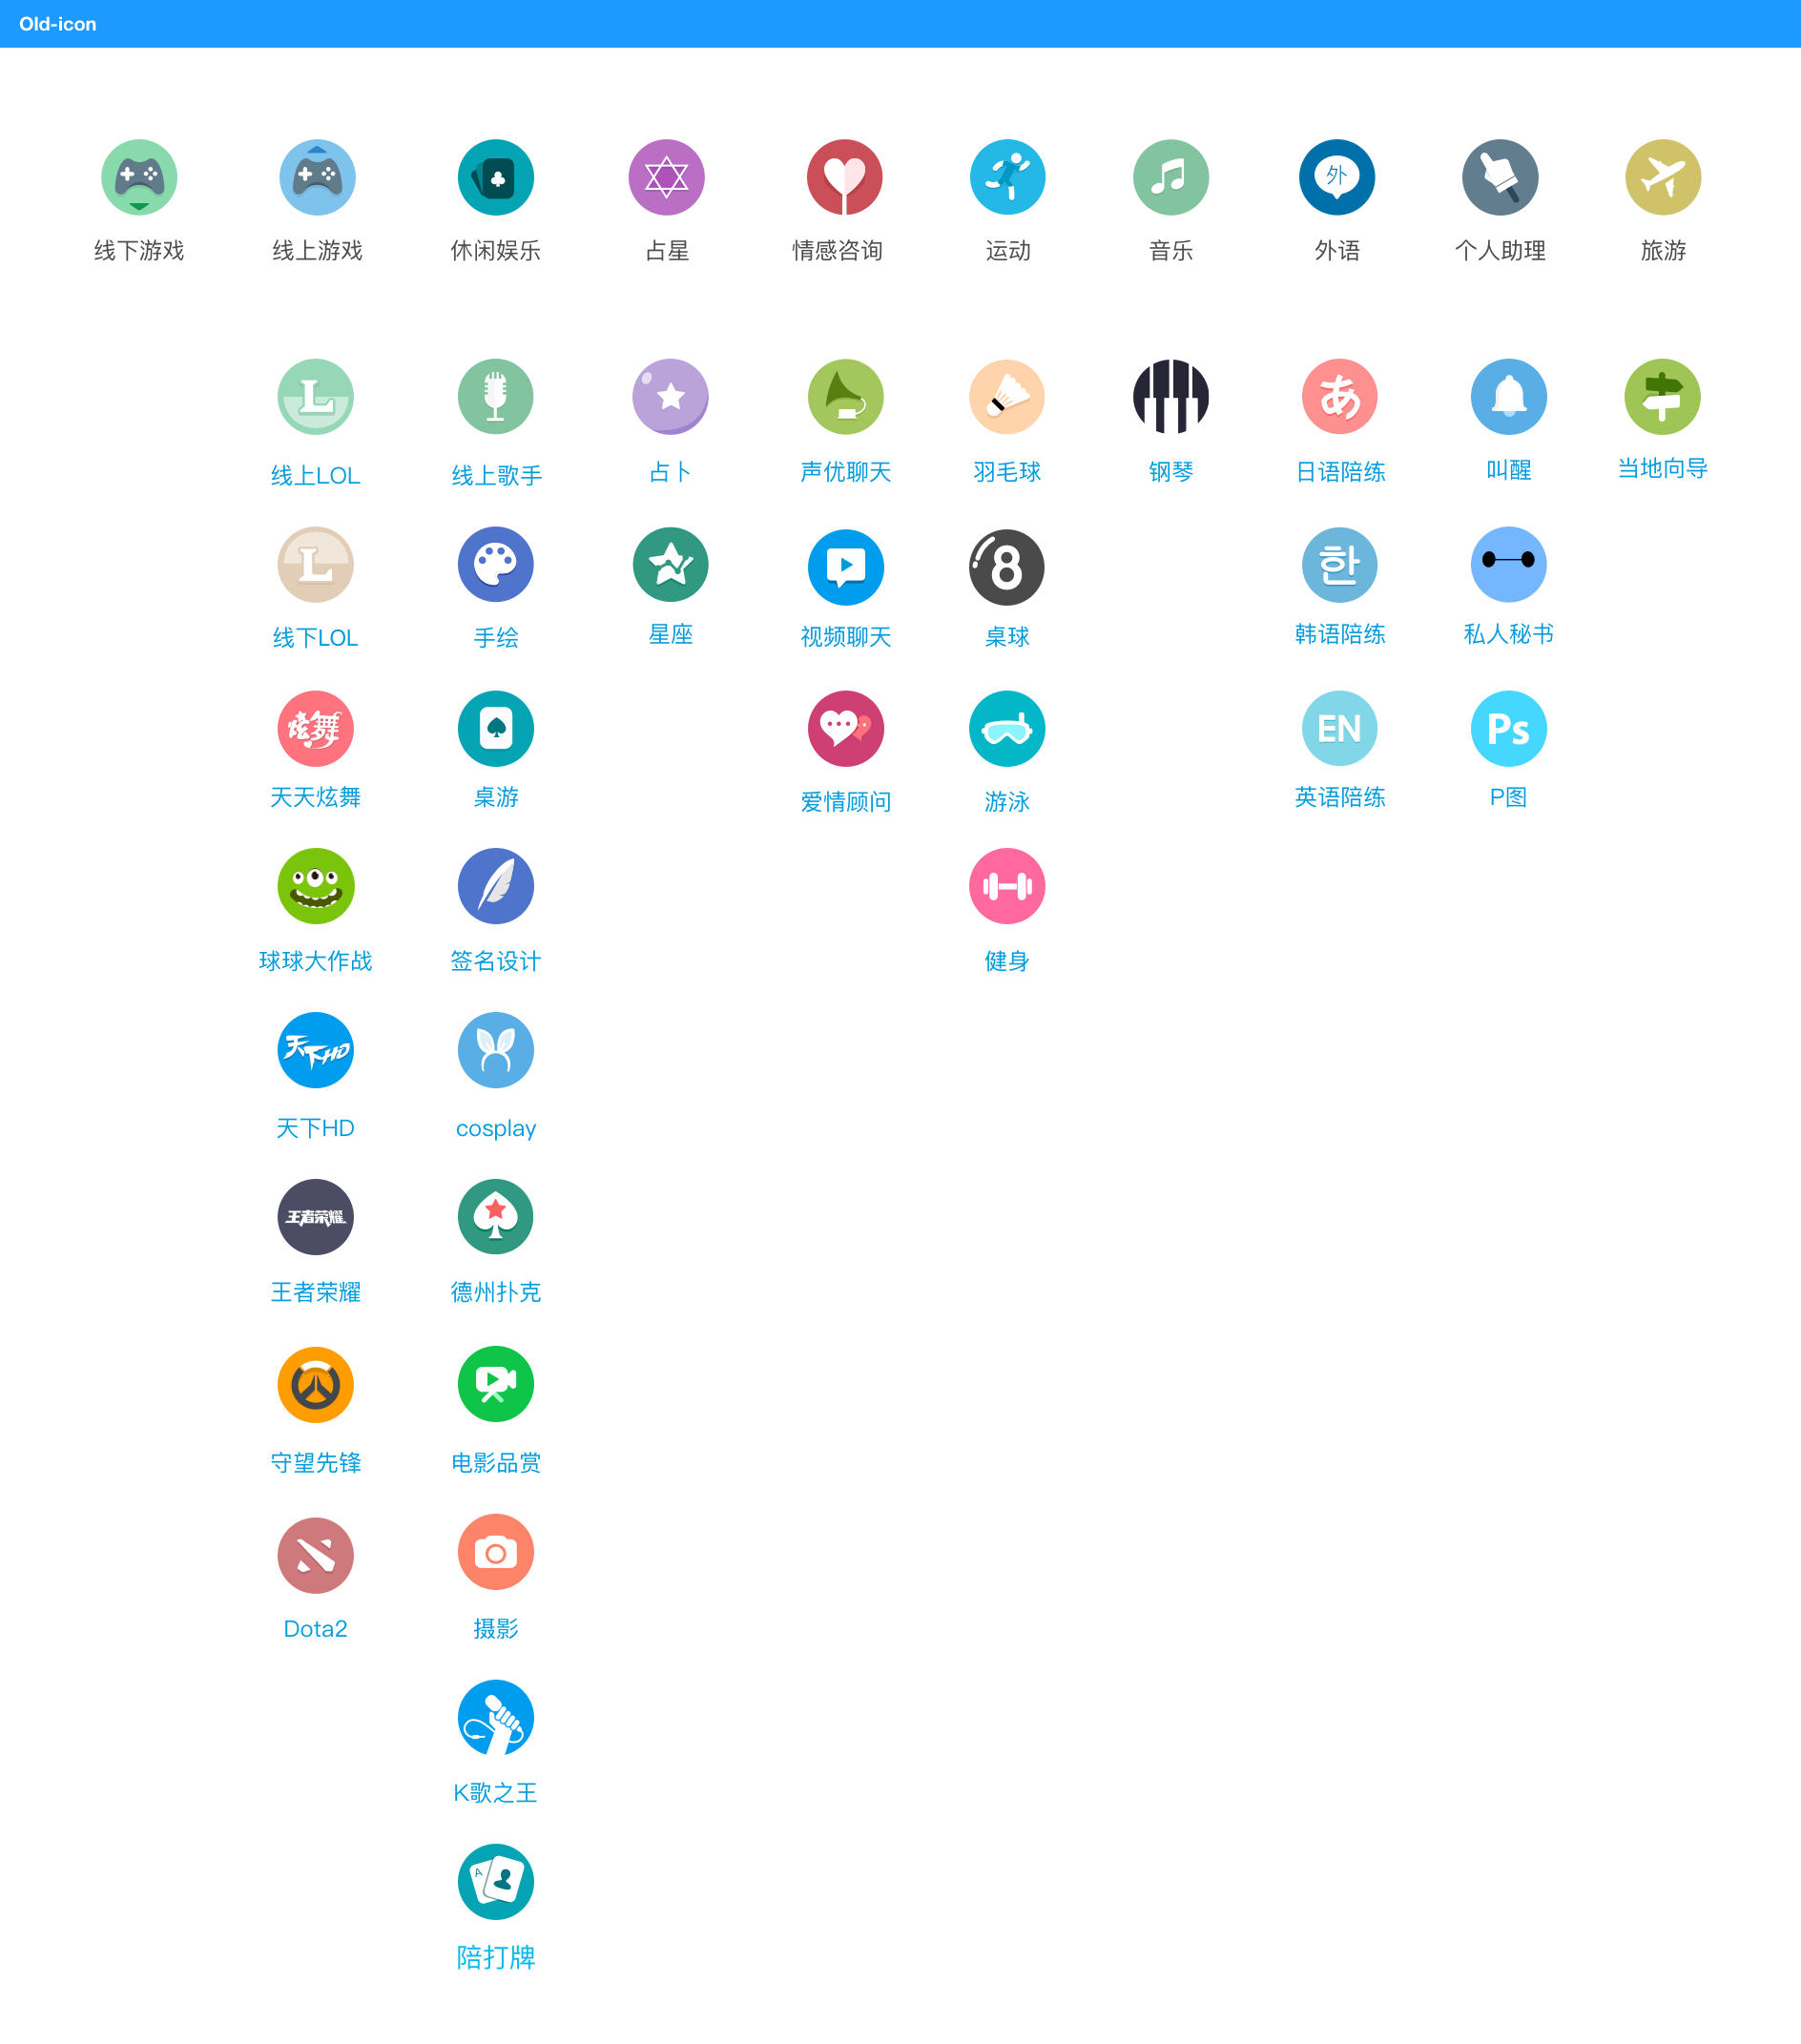 Old-icon
外
线下游戏 线上游戏 休闲娱乐 占星 情感咨询 运动 音乐 外语 个人助理 旅游
L あ
线上LOL 线上歌手 占卜 声优聊天 羽毛球 钢琴 日语陪练 叫醒 当地向导
L 8 한
线下LOL 手绘 星座 视频聊天 桌球 韩语陪练 私人秘书
炫舞 EN Ps
天天炫舞 桌游 爱情顾问 游泳 英语陪练 P图
球球大作战 签名设计 健身
天下HD
天下HD cosplay
王者荣耀
王者荣耀 德州扑克
守望先锋 电影品赏
Dota2 摄影
K歌之王
A
陪打牌